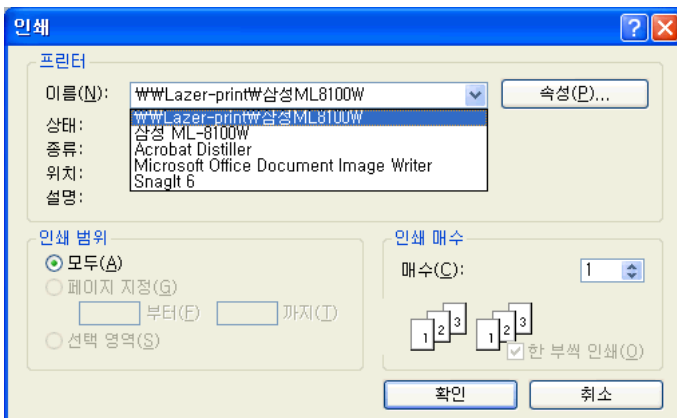 인쇄
프린터
이름(N): ₩₩Lazer-print₩삼성ML8100W 속성(P)...
₩₩Lazer-print₩삼성ML8100W
상태: 삼성 ML-8100W
종류: Acrobat Distiller
위치: Microsoft Office Document Image Writer
설명: SnagIt 6
인쇄 범위
모두(A)
페이지 지정(G)
부터(F) 까지(T)
선택 영역(S)
인쇄 매수
매수(C): 1
1 2 3 1 2 3
한 부씩 인쇄(O)
확인 취소